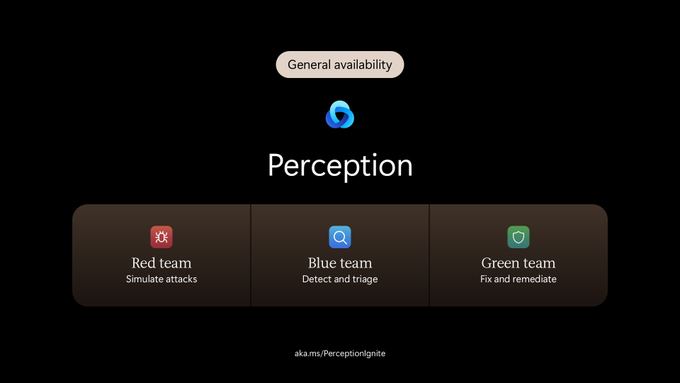 General availability
Perception
Red team
Simulate attacks
Blue team
Detect and triage
Green team
Fix and remediate
aka.ms/PerceptionIgnite